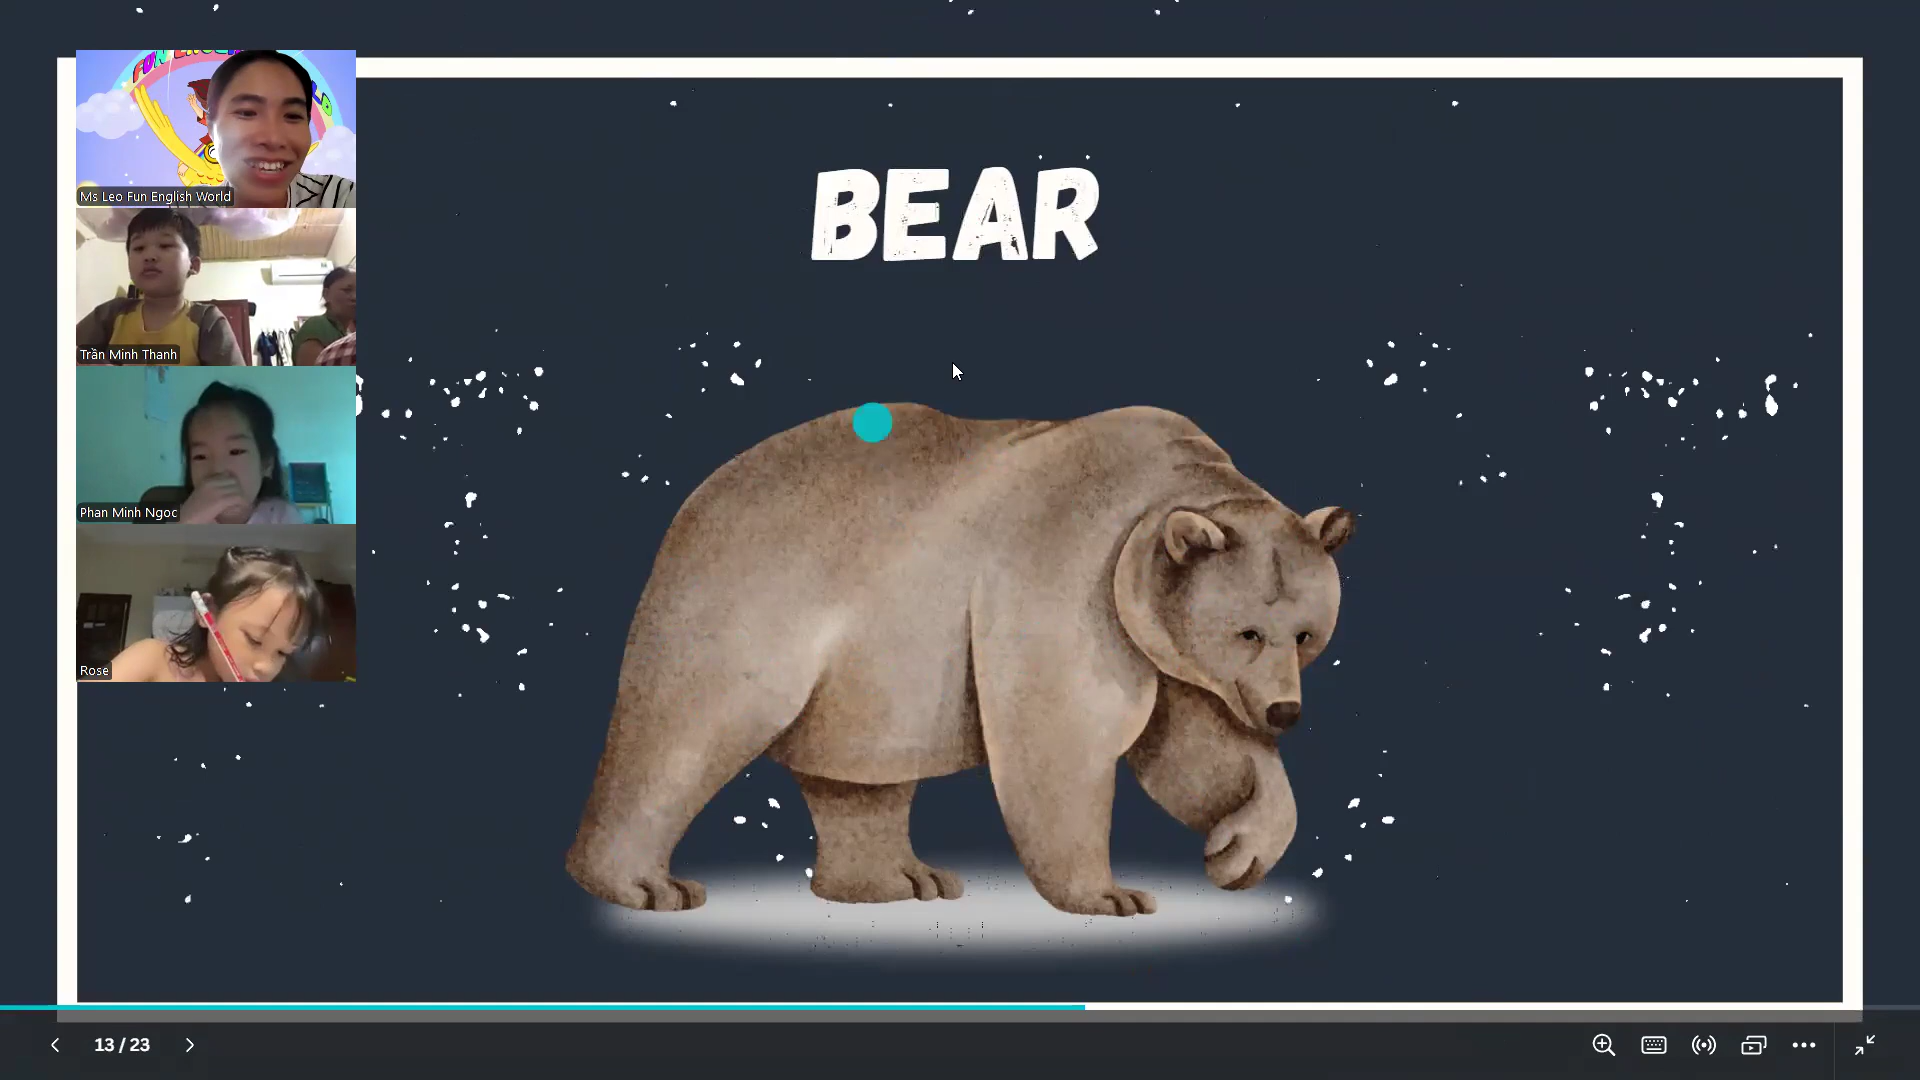 Ms Leo Fun English World
BEAR
Trần Minh Thanh
Phan Minh Ngoc
Rose
13 / 23